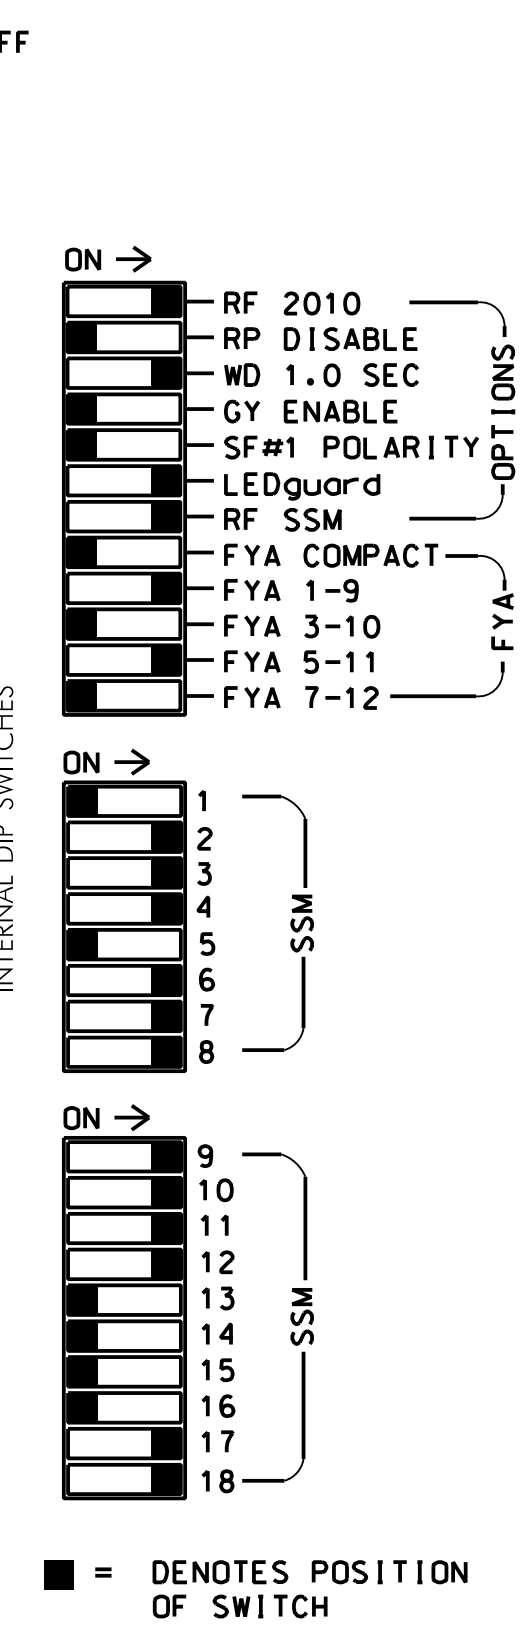 FF
ON →
RF 2010
RP DISABLE
WD 1.0 SEC
GY ENABLE
SF#1 POLARITY
LEDguard
RF SSM
OPTIONS
FYA COMPACT
FYA 1-9
FYA 3-10
FYA 5-11
FYA 7-12
FYA
INTERNAL DIP SWITCHES
ON →
1
2
3
4
5
6
7
8
SSM
ON →
9
10
11
12
13
14
15
16
17
18
SSM
= DENOTES POSITION
OF SWITCH